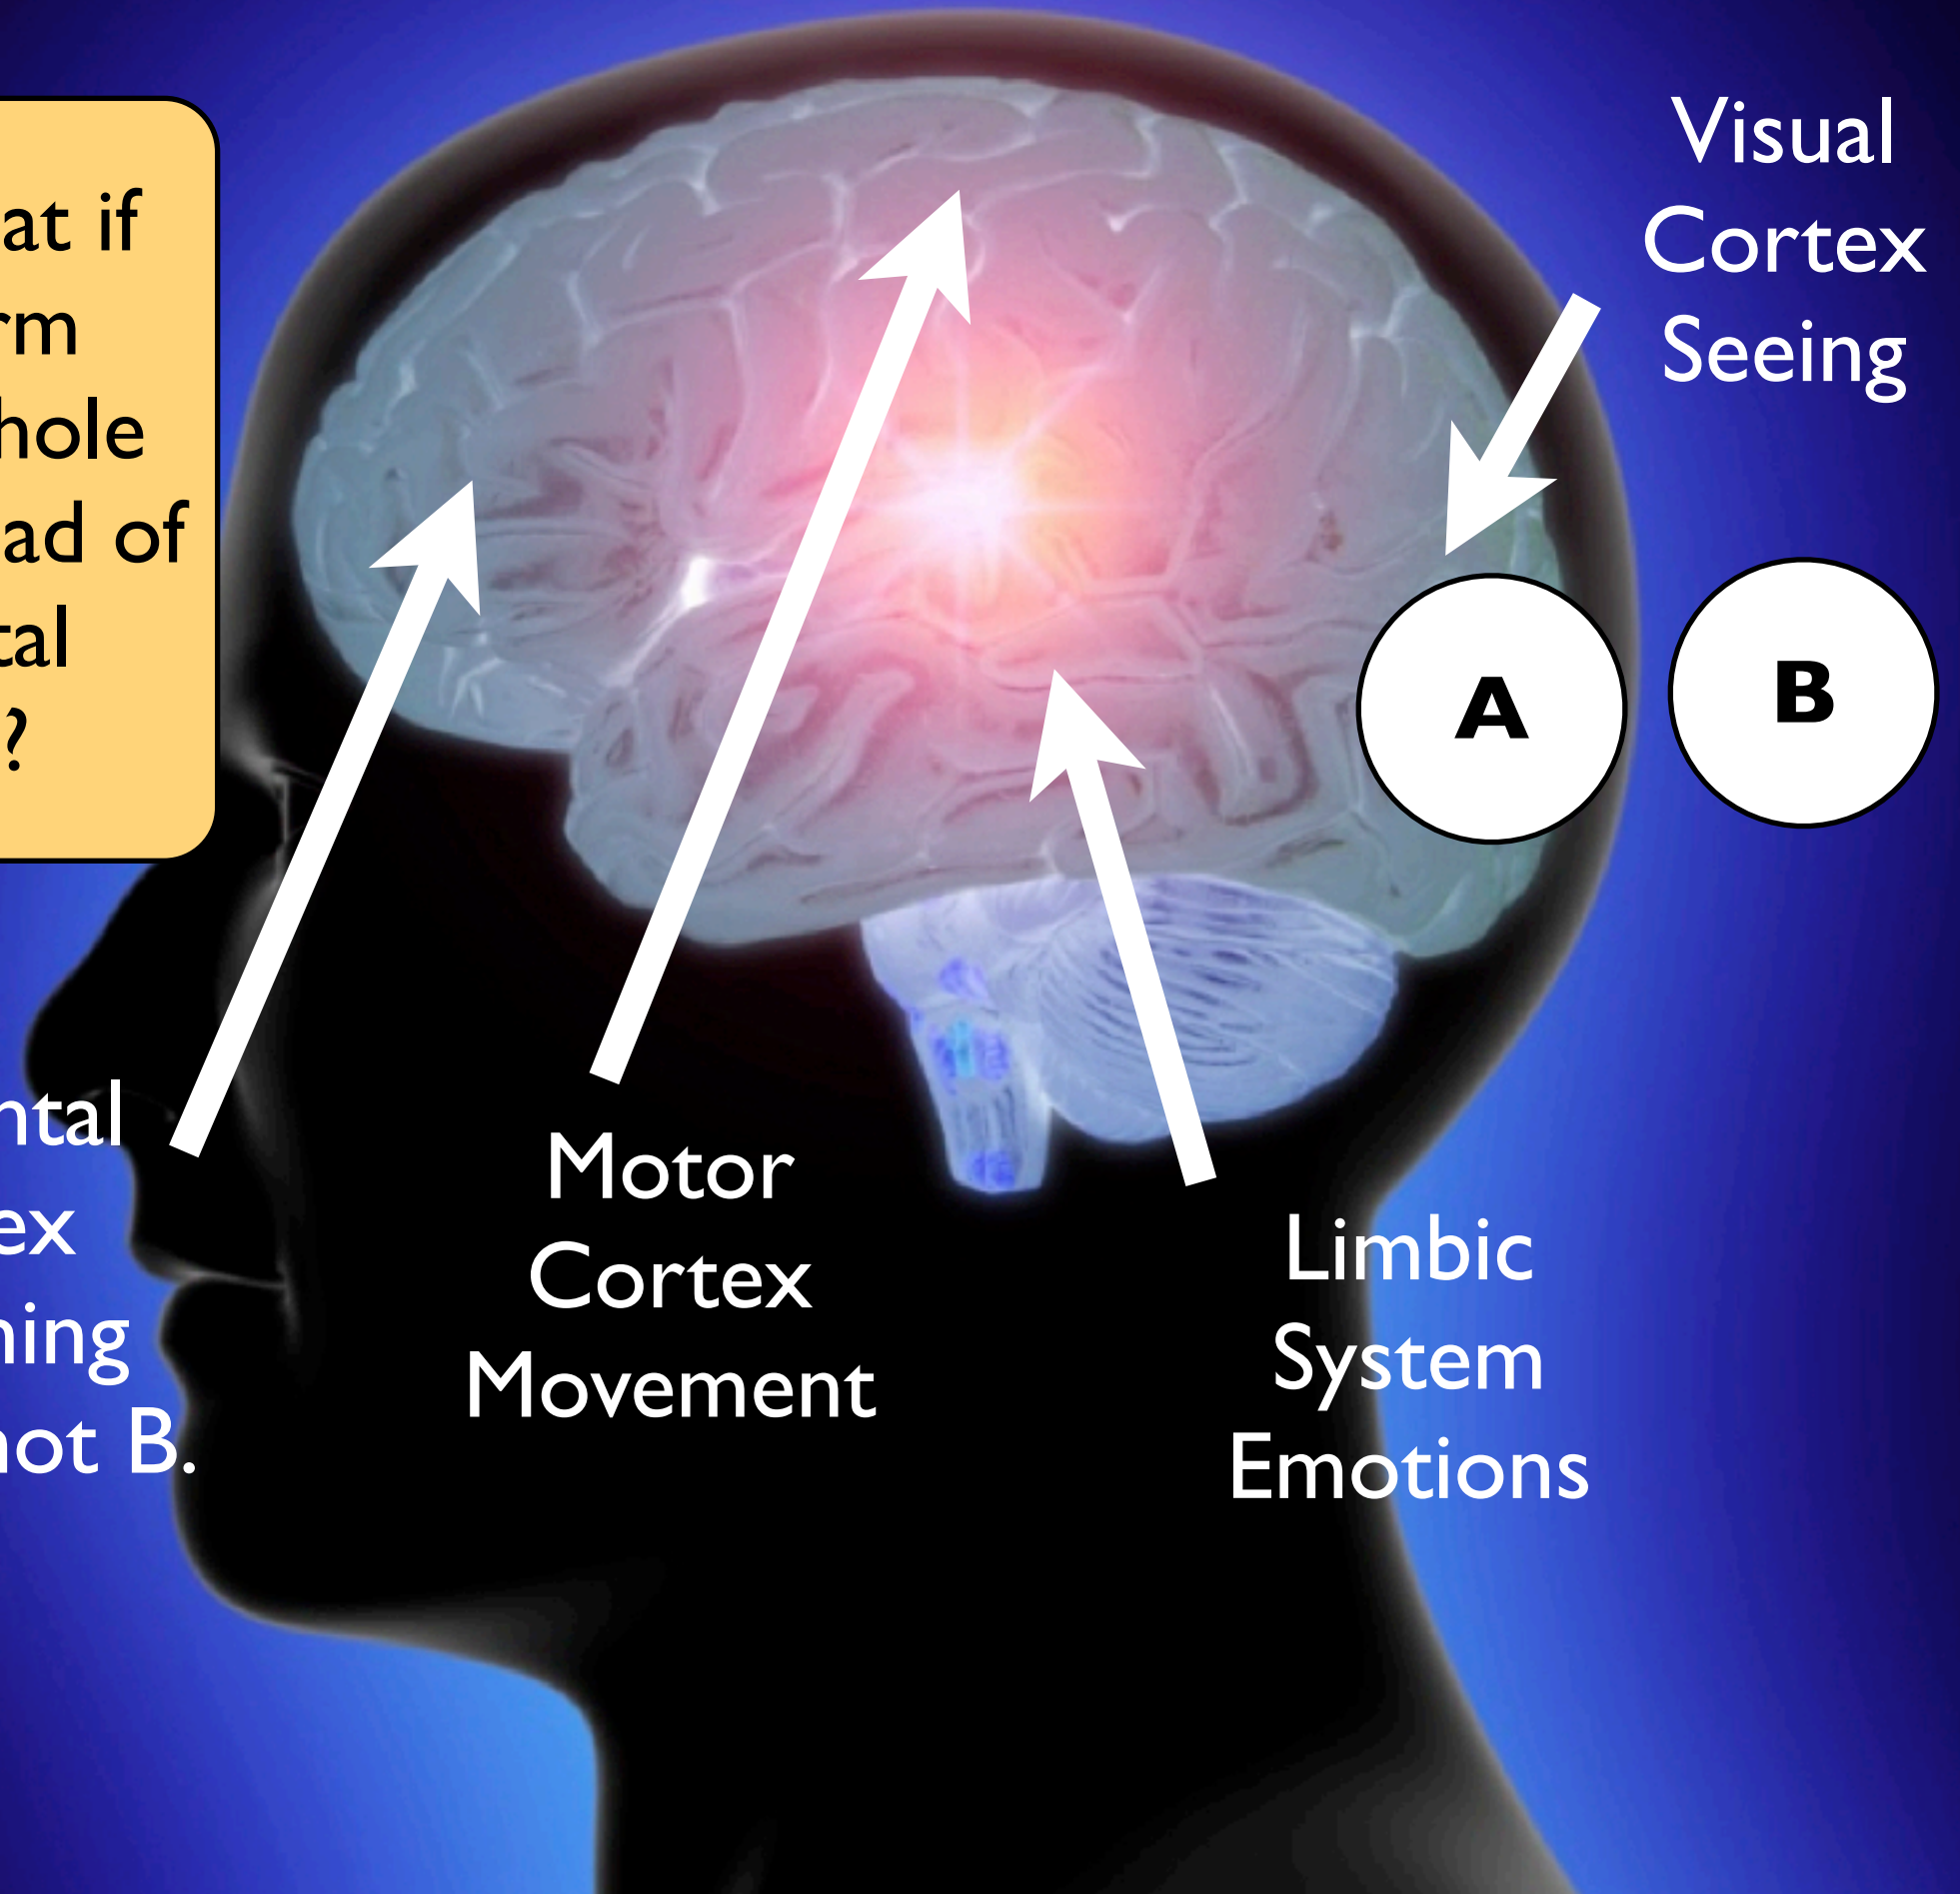 at if
rm
hole
ad of
tal
?
Visual
Cortex
Seeing
A
B
ntal
ex
ning
not B.
Motor
Cortex
Movement
Limbic
System
Emotions